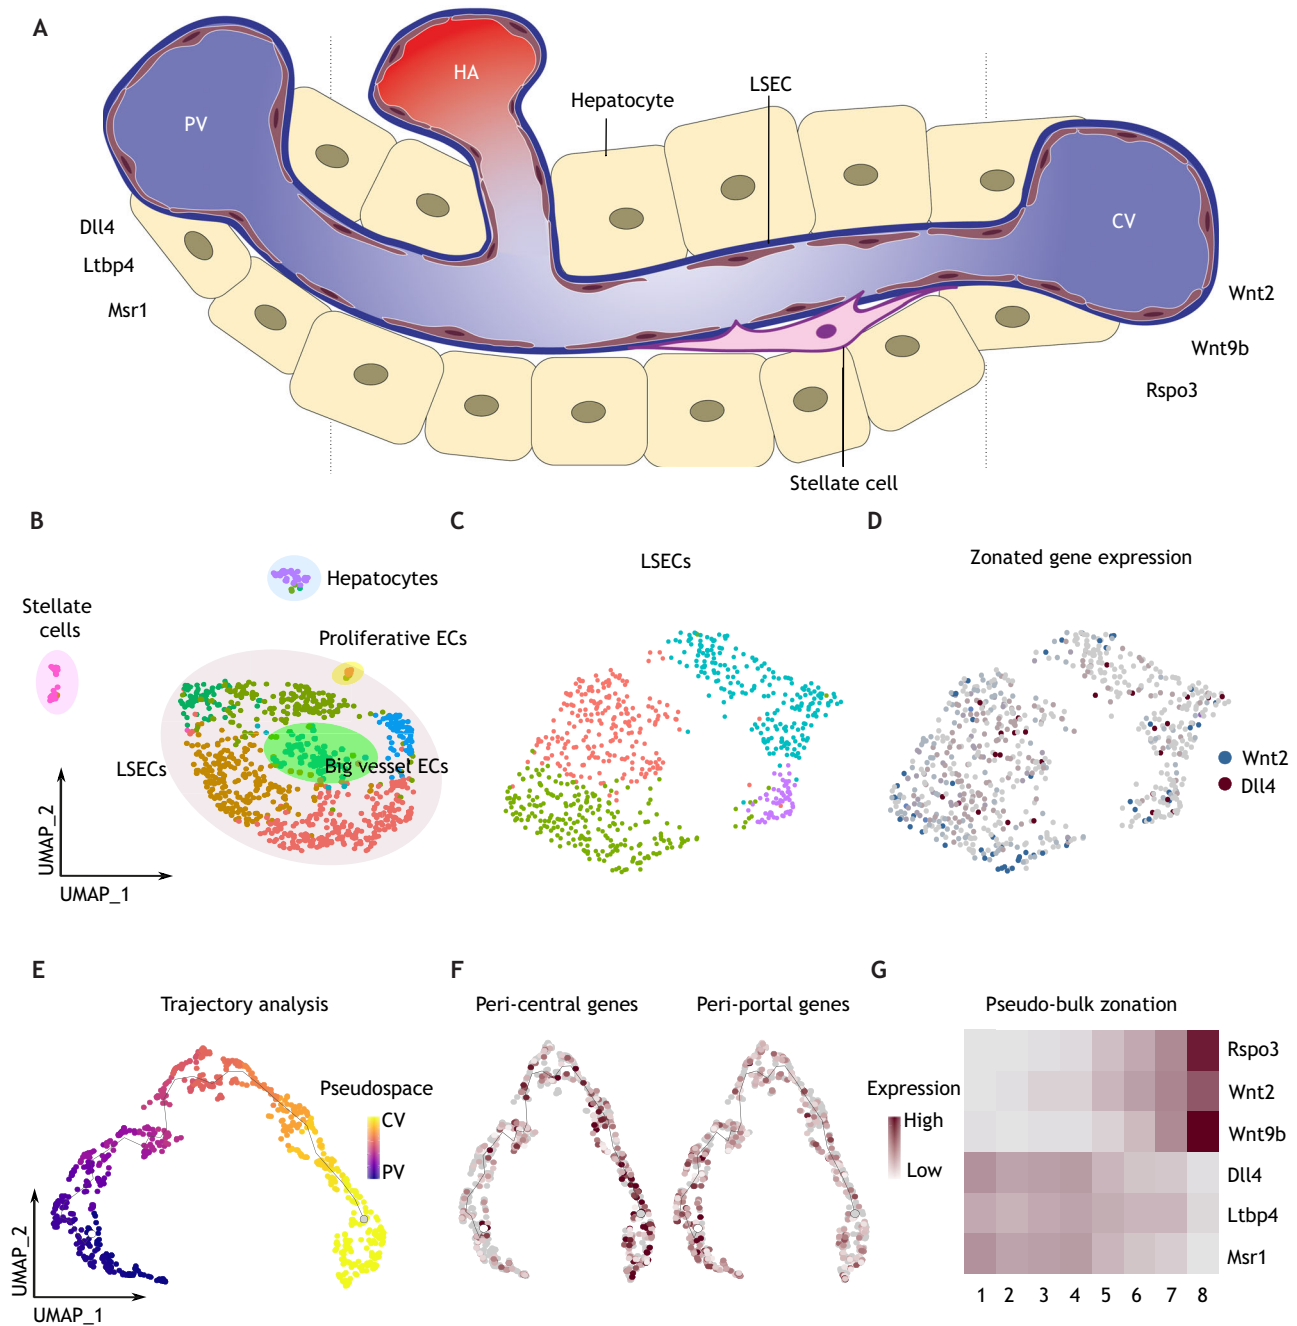 A
PV
HA
Hepatocyte
LSEC
CV
Dll4
Ltbp4
Msr1
Wnt2
Wnt9b
Rspo3
Stellate cell
B
Stellate
cells
Hepatocytes
Proliferative ECs
LSECs
Big vessel ECs
UMAP_2
UMAP_1
C
LSECs
D
Zonated gene expression
Wnt2
Dll4
E
Trajectory analysis
Pseudospace
CV
PV
UMAP_2
UMAP_1
F
Peri-central genes
Peri-portal genes
Expression
High
Low
G
Pseudo-bulk zonation
Rspo3
Wnt2
Wnt9b
Dll4
Ltbp4
Msr1
1 2 3 4 5 6 7 8